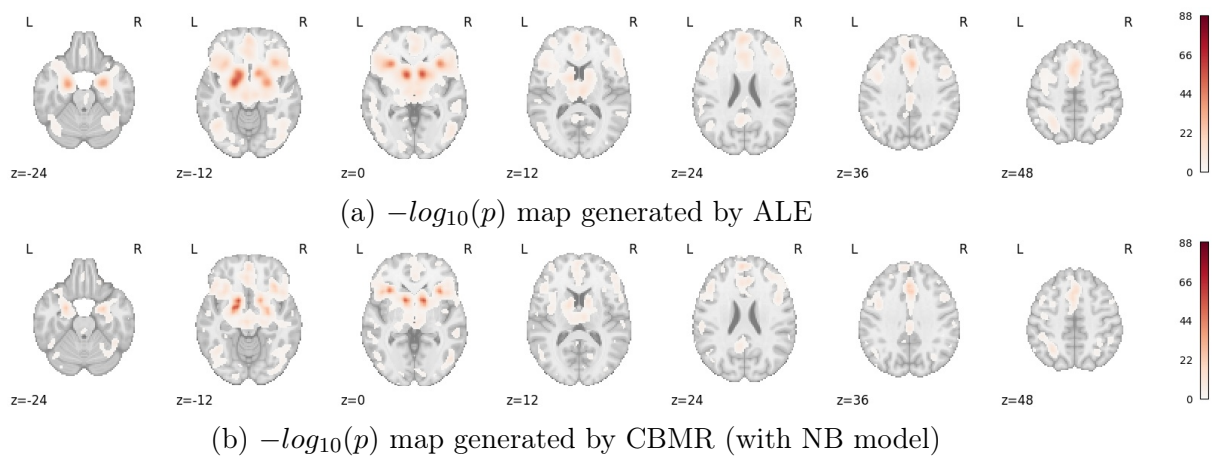 L R L R L R L R L R L R L R
88
66
44
22
0
z=-24 z=-12 z=0 z=12 z=24 z=36 z=48
(a) −log10(p) map generated by ALE
L R L R L R L R L R L R L R
88
66
44
22
0
z=-24 z=-12 z=0 z=12 z=24 z=36 z=48
(b) −log10(p) map generated by CBMR (with NB model)